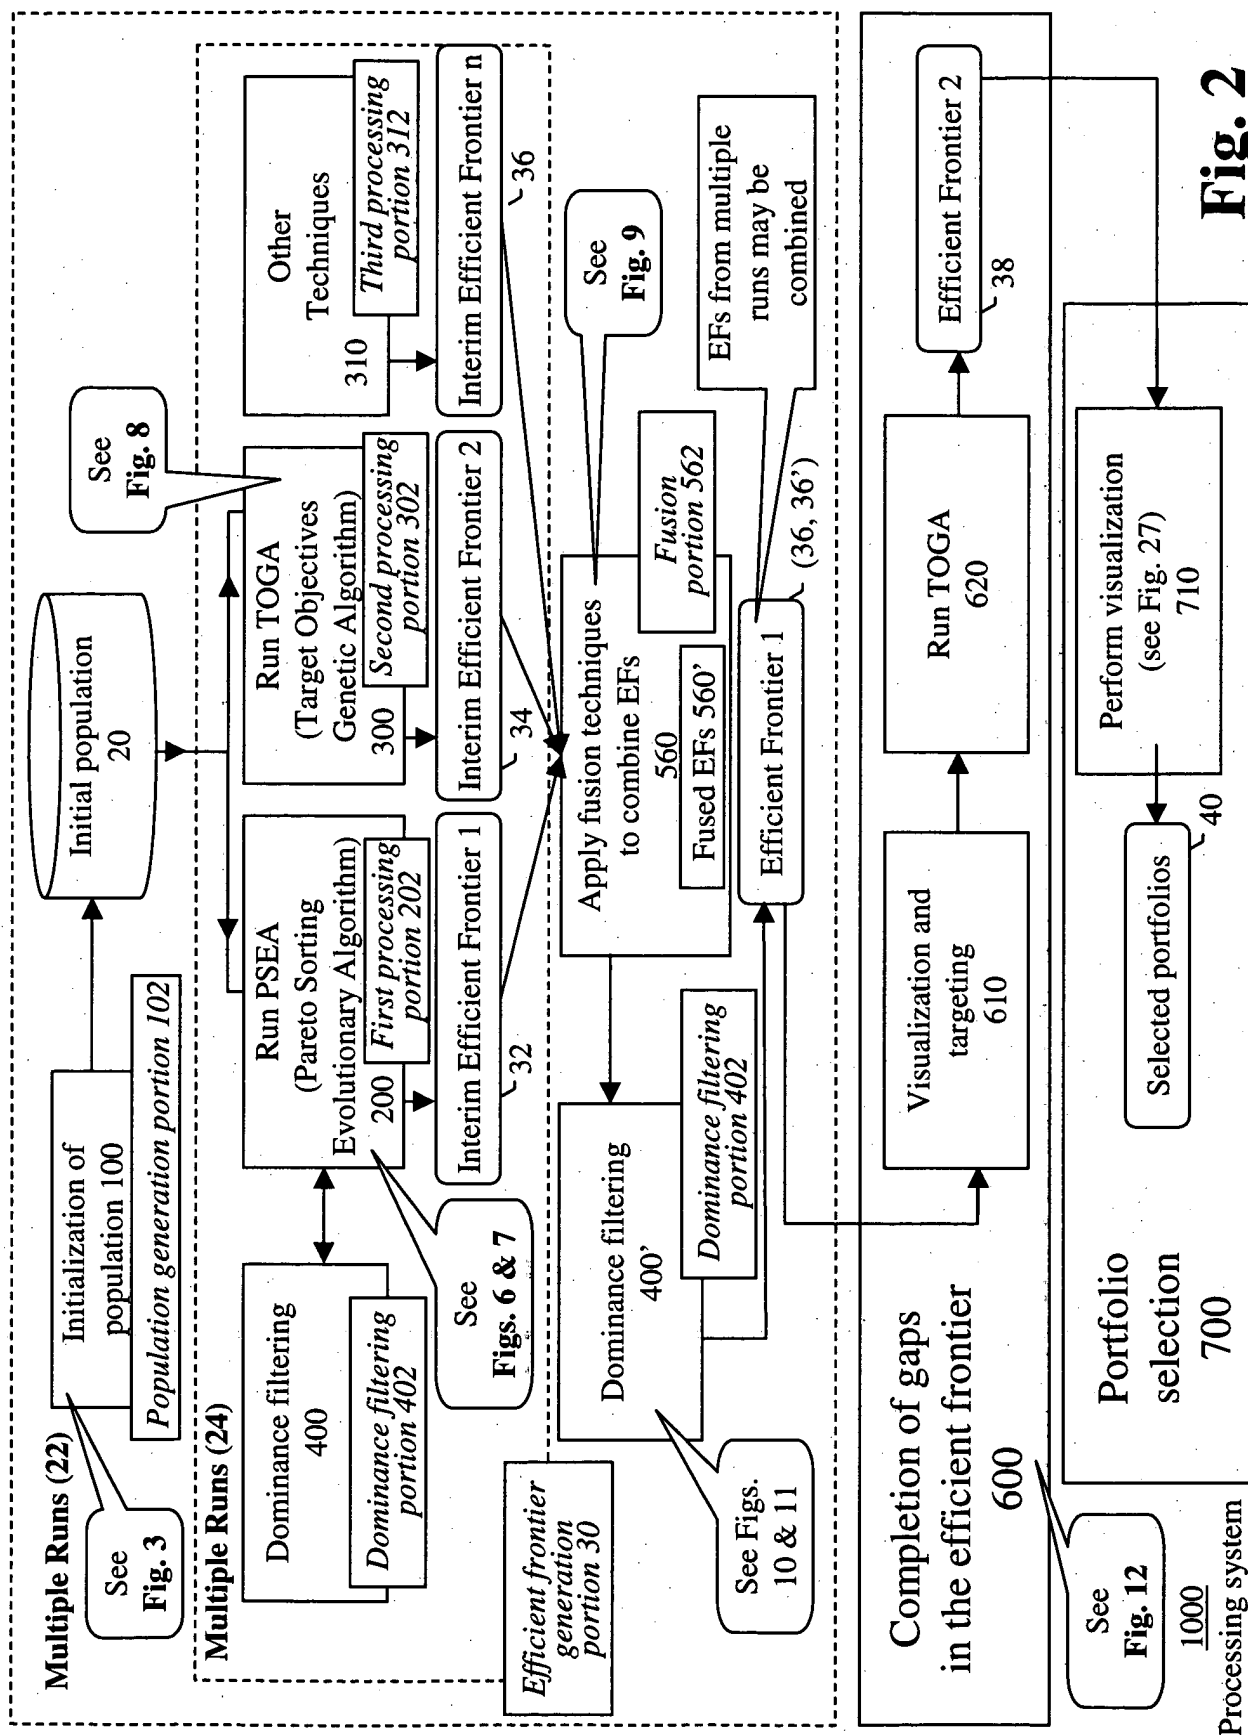 Multiple Runs (22)
See
Fig. 3
Initialization of
population 100
Population generation portion 102
Initial population
20
See
Fig. 8
Multiple Runs (24)
Dominance filtering
400
Dominance filtering
portion 402
Run PSEA
(Pareto Sorting
Evolutionary Algorithm)
200
First processing
portion 202
Run TOGA
(Target Objectives
Genetic Algorithm)
300
Second processing
portion 302
Other
Techniques
310
Third processing
portion 312
Interim Efficient Frontier 1
32
Interim Efficient Frontier 2
34
Interim Efficient Frontier n
36
See
Figs. 6 & 7
Efficient frontier
generation
portion 30
Dominance filtering
400’
Dominance filtering
portion 402
See Figs.
10 & 11
Apply fusion techniques
to combine EFs
560
Fused EFs 560’
Fusion
portion 562
See
Fig. 9
Efficient Frontier 1
(36, 36’)
EFs from multiple
runs may be
combined
Completion of gaps
in the efficient frontier
600
See
Fig. 12
Visualization and
targeting
610
Run TOGA
620
Efficient Frontier 2
38
Portfolio
selection
700
Selected portfolios
40
Perform visualization
(see Fig. 27)
710
1000
Processing system
Fig. 2